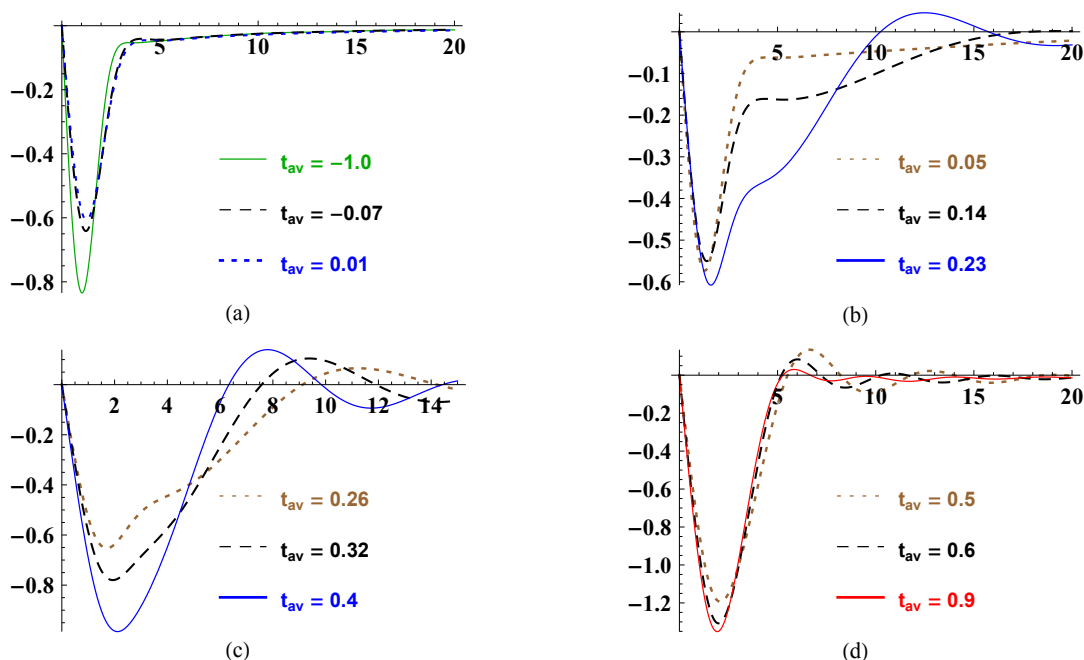 5 10 15 20
−0.2
−0.4
−0.6
−0.8
t_av = −1.0
t_av = −0.07
t_av = 0.01
(a)
5 10 15 20
−0.1
−0.2
−0.3
−0.4
−0.5
−0.6
t_av = 0.05
t_av = 0.14
t_av = 0.23
(b)
2 4 6 8 10 12 14
−0.2
−0.4
−0.6
−0.8
t_av = 0.26
t_av = 0.32
t_av = 0.4
(c)
5 10 15 20
−0.2
−0.4
−0.6
−0.8
−1.0
−1.2
t_av = 0.5
t_av = 0.6
t_av = 0.9
(d)